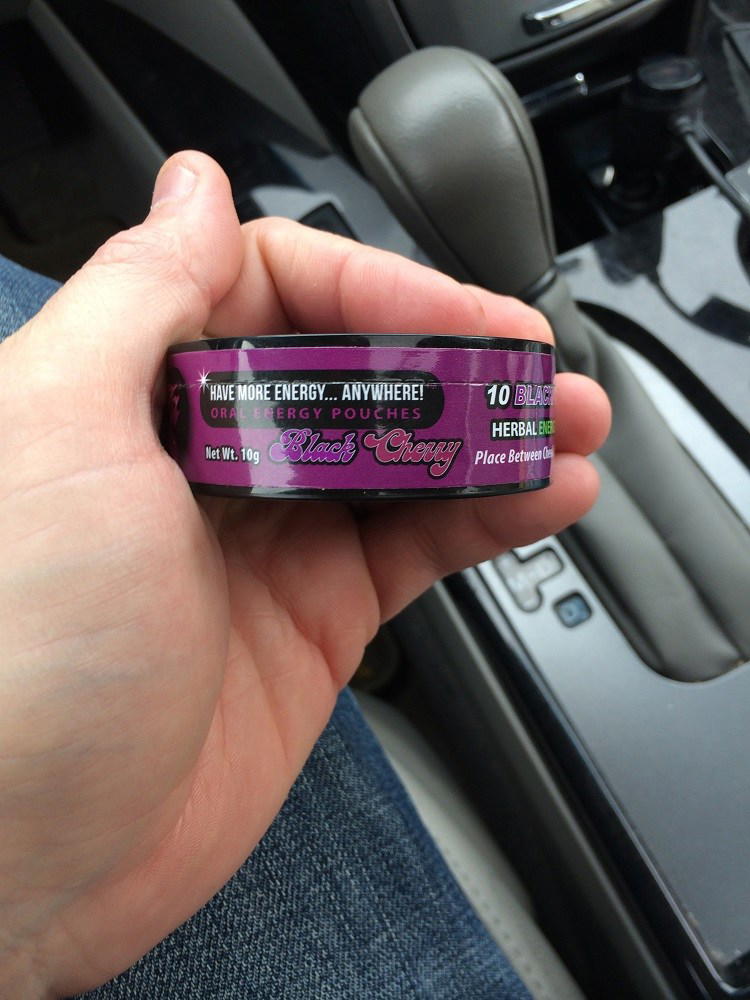 HAVE MORE ENERGY... ANYWHERE!
ORAL ENERGY POUCHES
Net Wt. 10g Black Cherry
10
HERBAL
Place Between